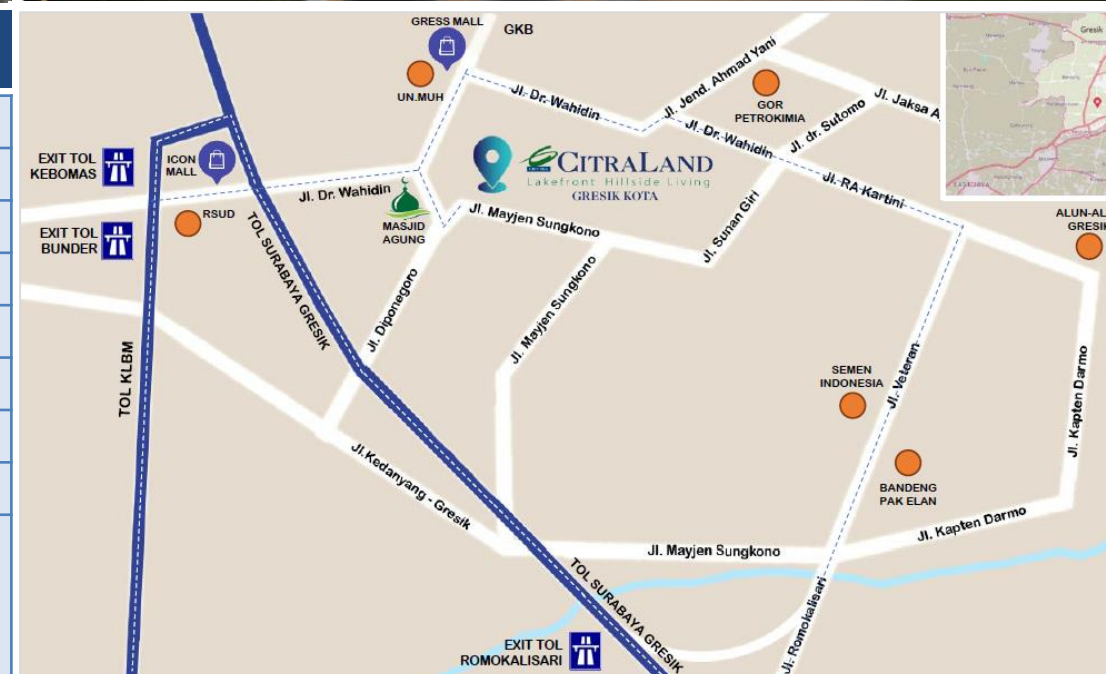 GRESS MALL
GKB
UN.MUH
Jl. Dr. Wahidin
Jl. Jend. Ahmad Yani
GOR
PETROKIMIA
Jl. Jaksa A
Gresik
Jl. Dr. Wahidin
Jl. dr. Sutomo
EXIT TOL
KEBOMAS
ICON
MALL
CITRALAND
Lakefront Hillside Living
GRESIK KOTA
Jl. Dr. Wahidin
Jl. RA Kartini
RSUD
MASJID
AGUNG
Jl. Mayjen Sungkono
Jl. Sunan Giri
ALUN-AL
GRESIK
EXIT TOL
BUNDER
TOL SURABAYA GRESIK
Jl. Diponegoro
Jl. Mayjen Sungkono
TOL KLBM
SEMEN
INDONESIA
Jl. Veteran
Jl. Kapten Darmo
Jl.Kedanyang - Gresik
BANDENG
PAK ELAN
Jl. Kapten Darmo
Jl. Mayjen Sungkono
TOL SURABAYA GRESIK
Jl. Romokalisari
EXIT TOL
ROMOKALISARI